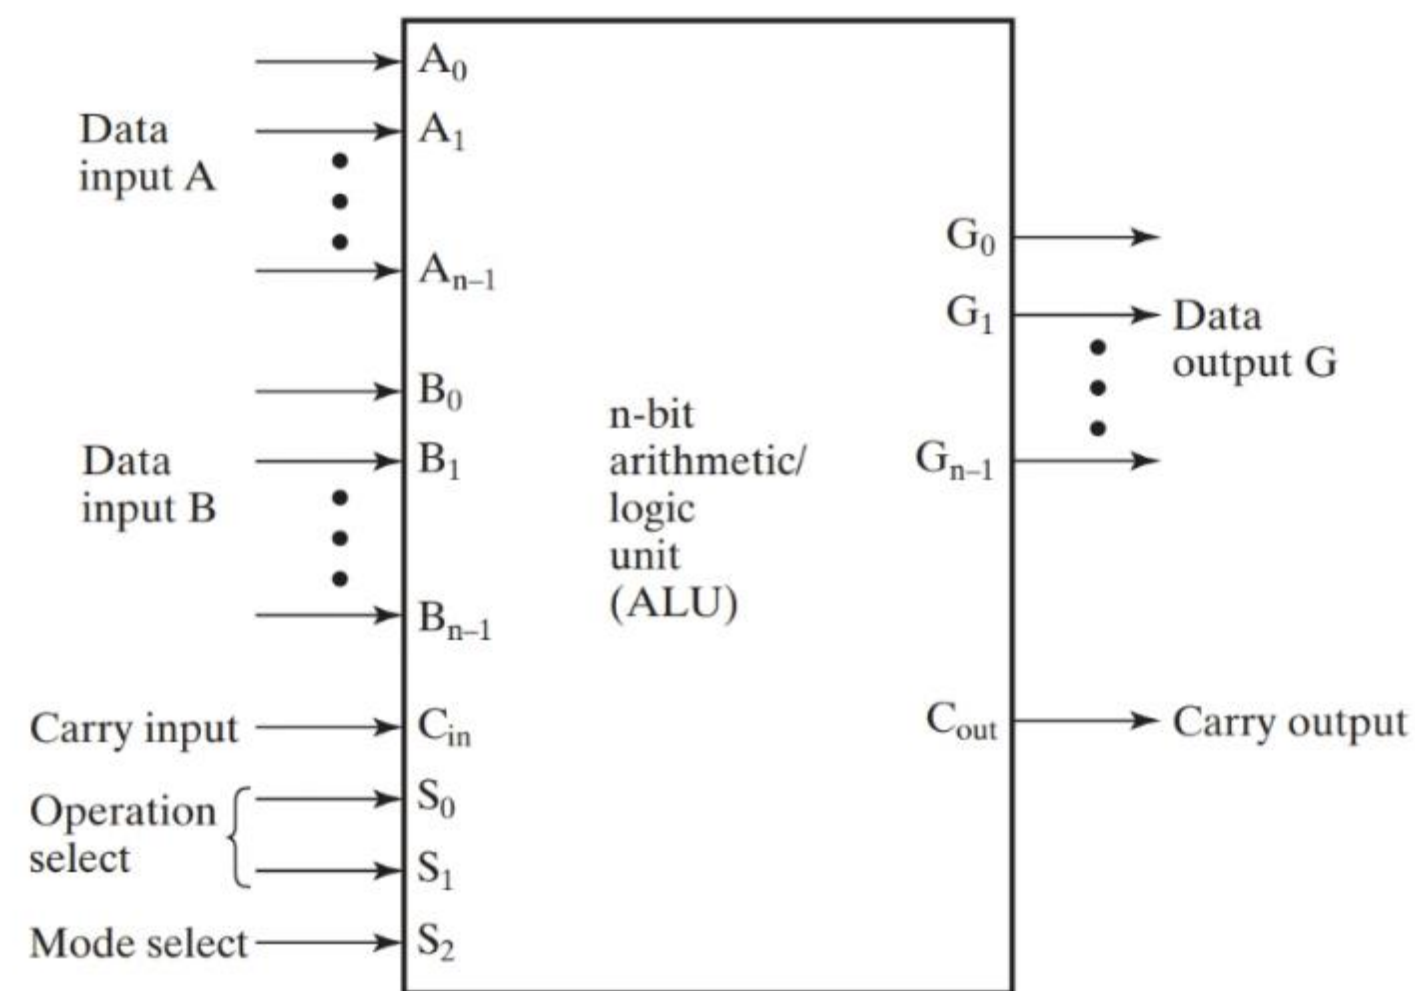 Data
input A
A₀
A₁
Aₙ₋₁
Data
input B
B₀
B₁
Bₙ₋₁
Carry input
Cᵢₙ
Operation
select
S₀
S₁
Mode select
S₂
n-bit
arithmetic/
logic
unit
(ALU)
G₀
G₁
Gₙ₋₁
Data
output G
Cₒᵤₜ
Carry output